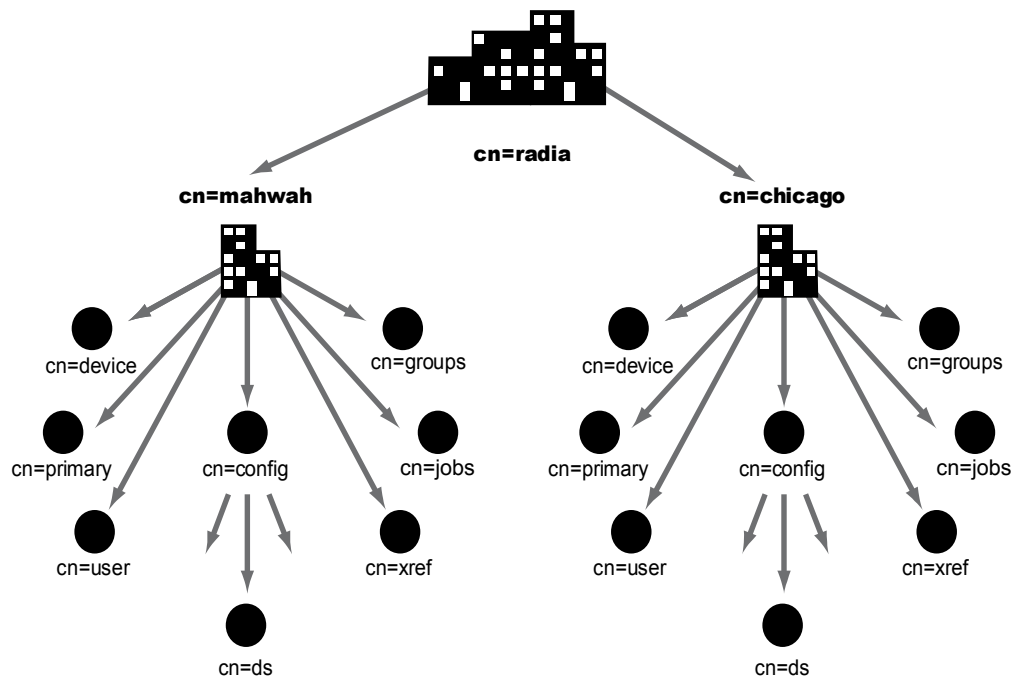 cn=radia
cn=mahwah
cn=chicago
cn=device
cn=groups
cn=device
cn=groups
cn=primary
cn=config
cn=jobs
cn=primary
cn=config
cn=jobs
cn=user
cn=xref
cn=user
cn=xref
cn=ds
cn=ds